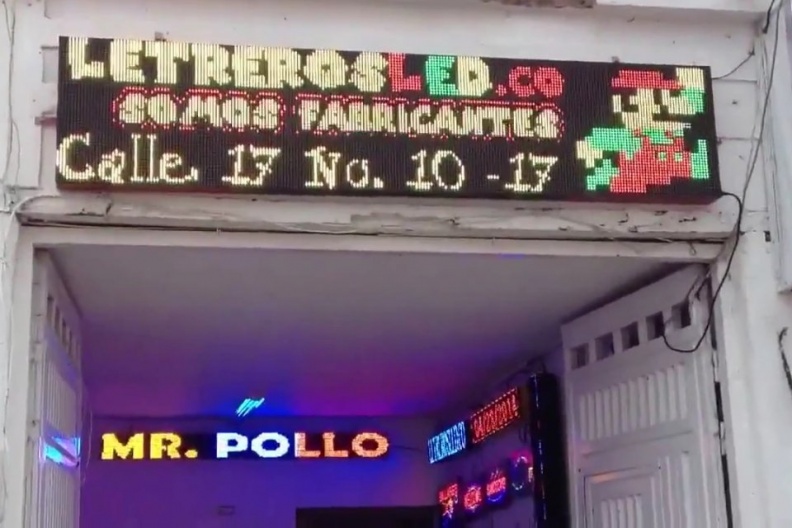 LETREROSLED.CO
SOMOS FABRICANTES
Calle. 17 No. 10 -17
MR. POLLO